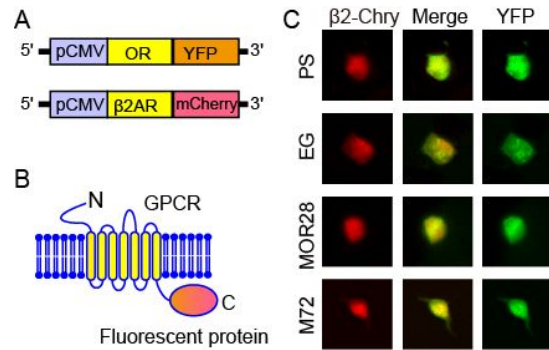 A
5' pCMV OR YFP 3'
5' pCMV β2AR mCherry 3'
B
N GPCR
C
Fluorescent protein
C
β2-Chry Merge YFP
PS
EG
MOR28
M72